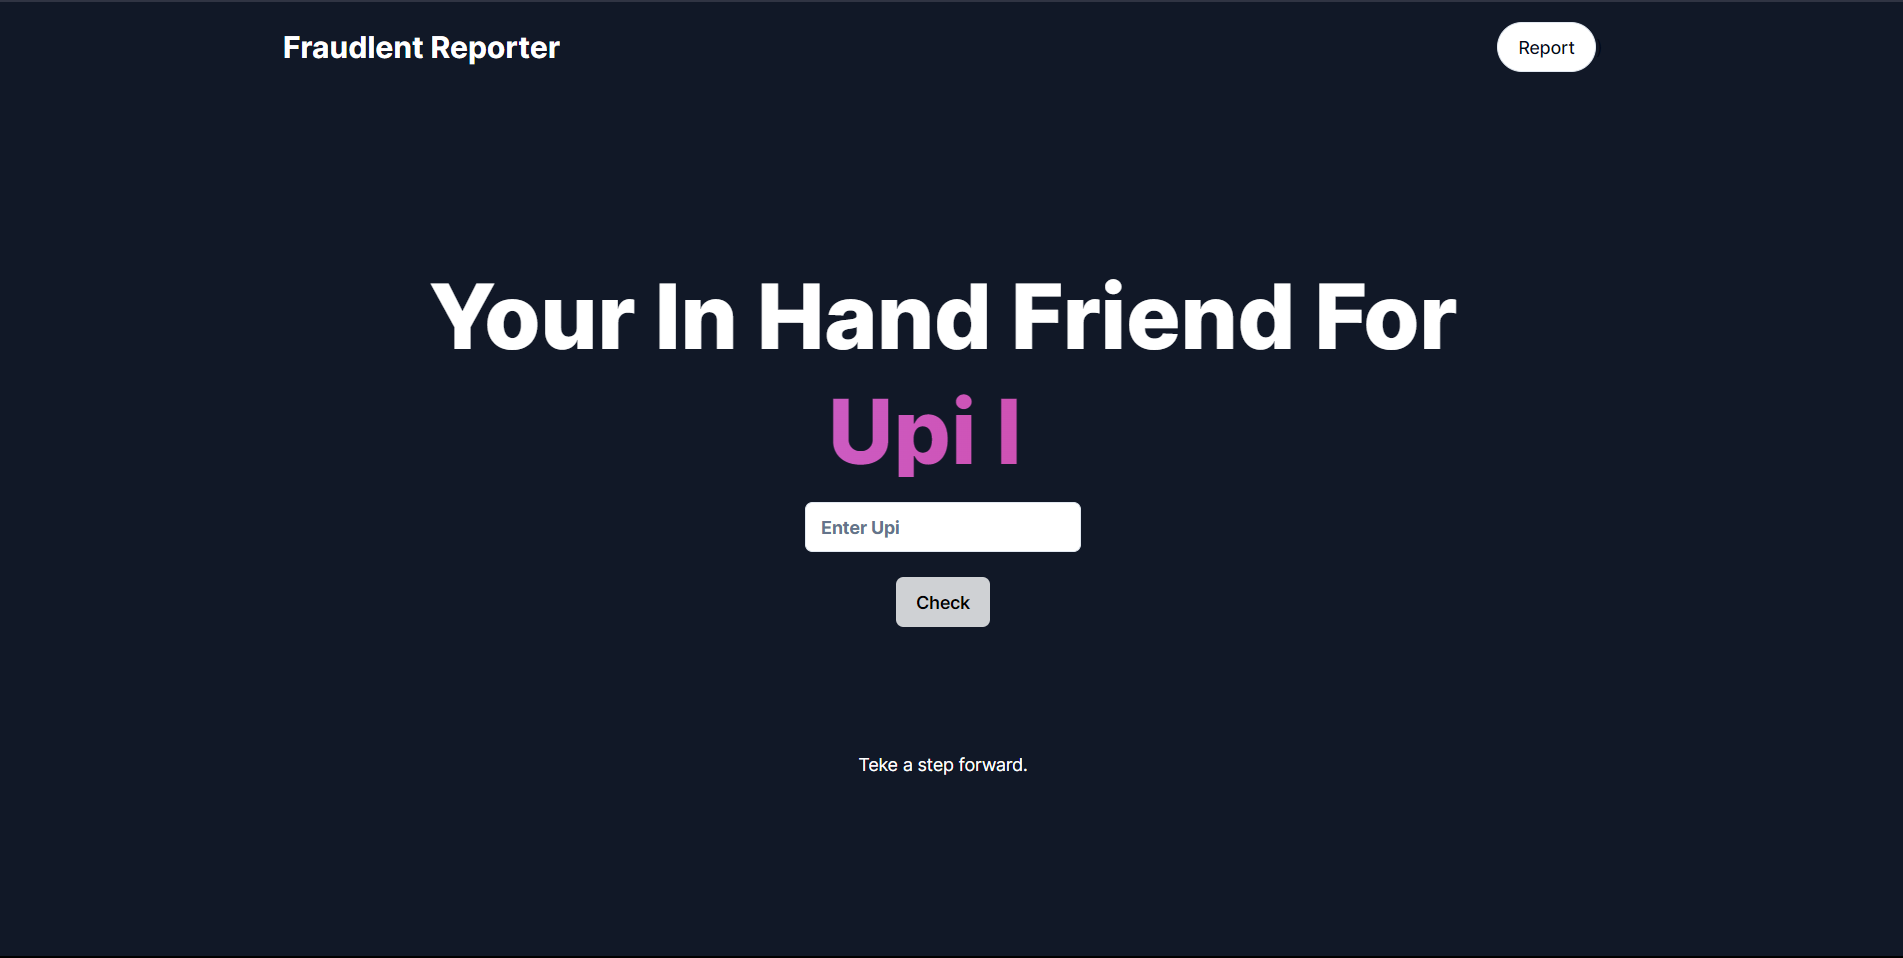 Fraudlent Reporter
Report
Your In Hand Friend For
Upi I
Enter Upi
Check
Teke a step forward.